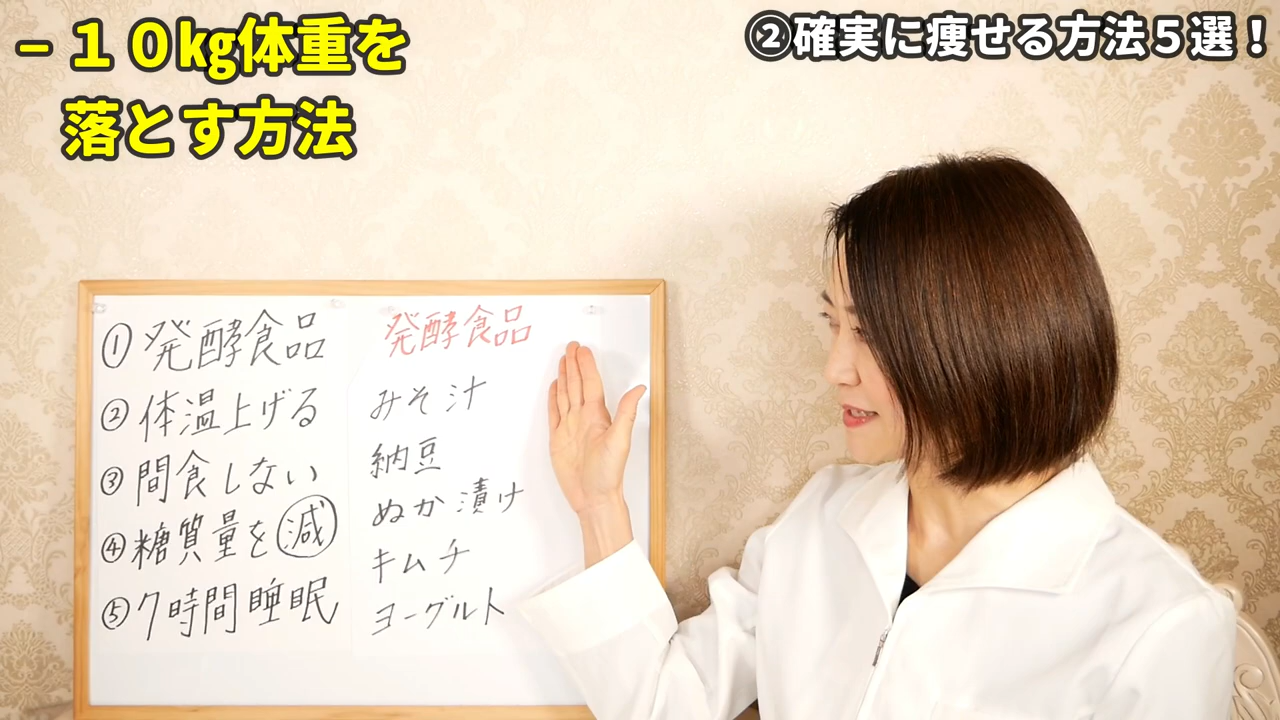 －１０㎏体重を
落とす方法
②確実に痩せる方法５選！
①発酵食品
②体温上げる
③間食しない
④糖質量を減
⑤7時間睡眠
発酵食品
みそ汁
納豆
ぬか漬け
キムチ
ヨーグルト